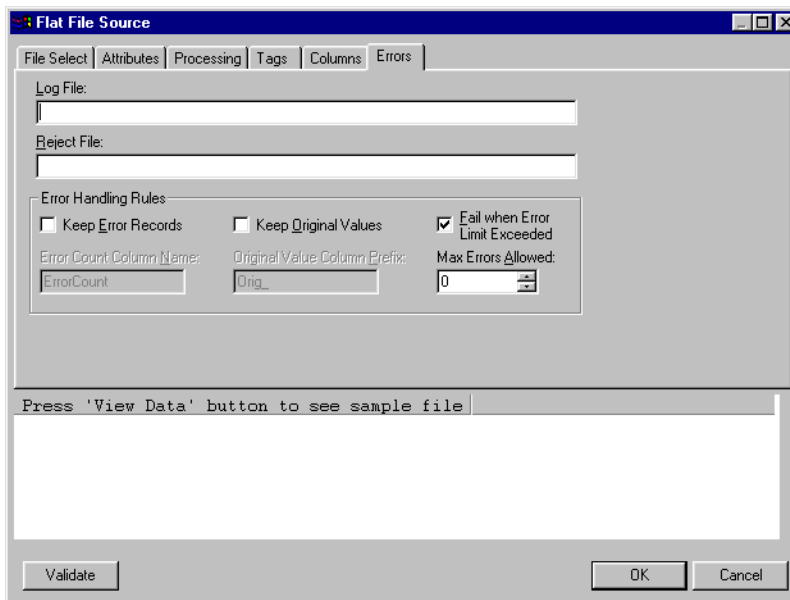 Flat File Source
File Select Attributes Processing Tags Columns Errors
Log File:
Reject File:
Error Handling Rules
Keep Error Records
Keep Original Values
Fail when Error
Limit Exceeded
Error Count Column Name:
Original Value Column Prefix:
Max Errors Allowed:
ErrorCount
Orig_
0
Press 'View Data' button to see sample file
Validate
OK
Cancel